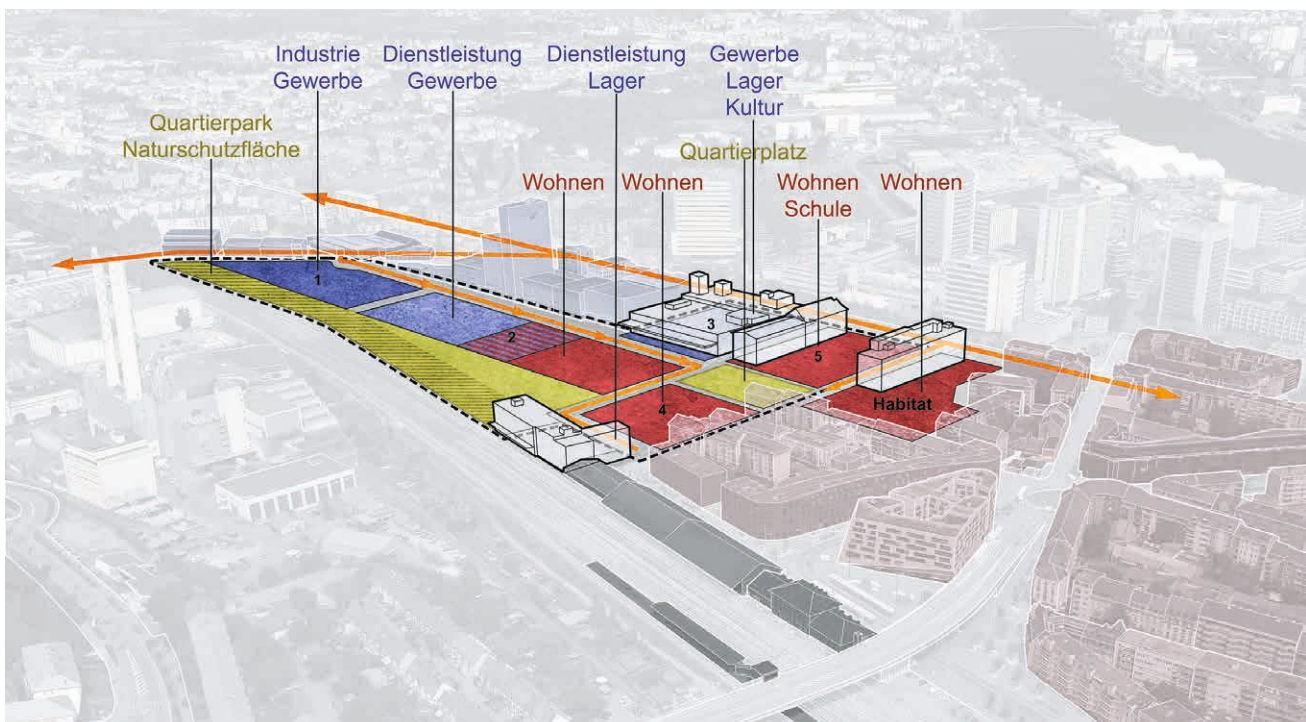 Industrie
Gewerbe
Dienstleistung
Gewerbe
Dienstleistung
Lager
Gewerbe
Lager
Kultur
Quartierpark
Naturschutzfläche
Quartierplatz
Wohnen
Wohnen
Wohnen
Schule
Wohnen
1
2
3
4
5
Habitat